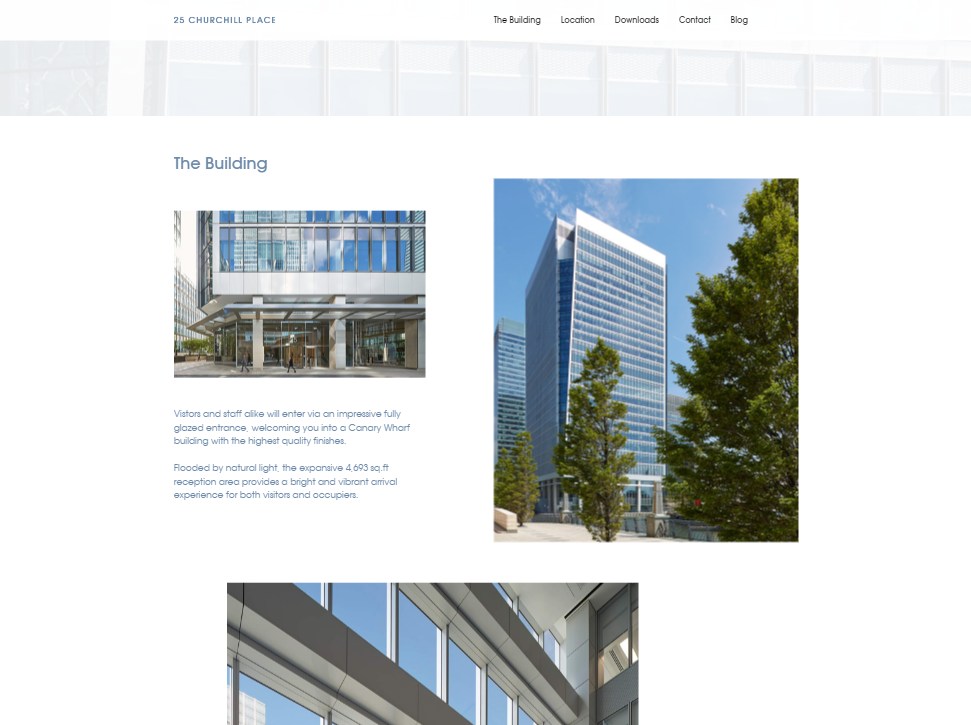 25 CHURCHILL PLACE
The Building
Location
Downloads
Contact
Blog
The Building
Vistors and staff alike will enter via an impressive fully
glazed entrance, welcoming you into a Canary Wharf
building with the highest quality finishes.
Flooded by natural light, the expansive 4,693 sq.ft
reception area provides a bright and vibrant arrival
experience for both visitors and occupiers.